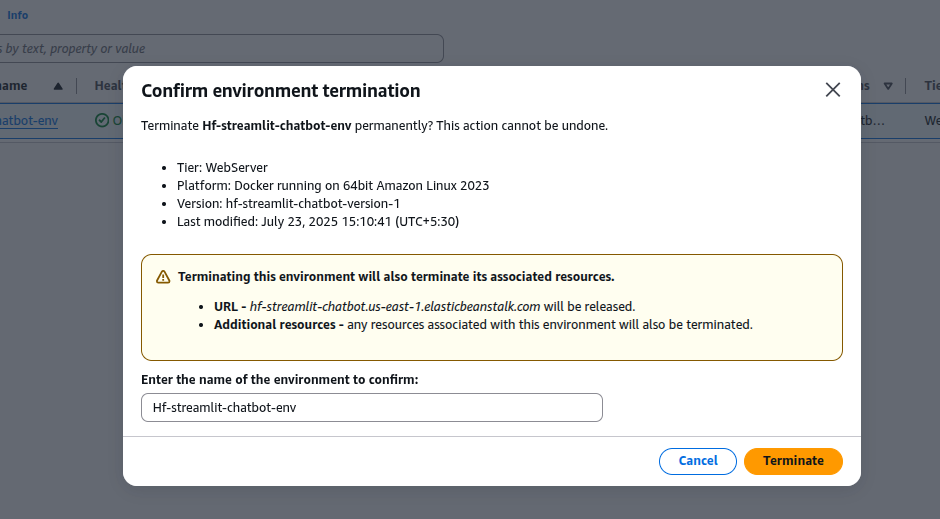 Info
s by text, property or value
ame
Heal
s
Tie
atbot-env
O
tb...
We
Confirm environment termination
Terminate Hf-streamlit-chatbot-env permanently? This action cannot be undone.
• Tier: WebServer
• Platform: Docker running on 64bit Amazon Linux 2023
• Version: hf-streamlit-chatbot-version-1
• Last modified: July 23, 2025 15:10:41 (UTC+5:30)
Terminating this environment will also terminate its associated resources.
• URL - hf-streamlit-chatbot.us-east-1.elasticbeanstalk.com will be released.
• Additional resources - any resources associated with this environment will also be terminated.
Enter the name of the environment to confirm:
Hf-streamlit-chatbot-env
Cancel Terminate